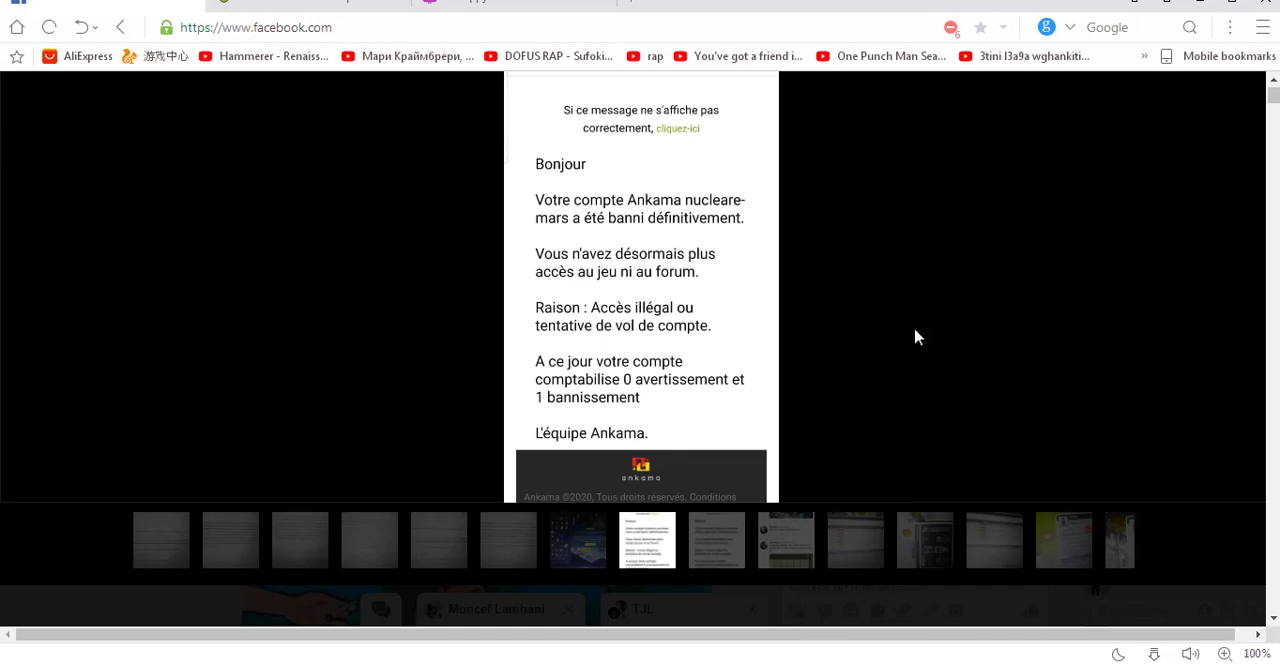 https://www.facebook.com
6
Google
AliExpress
游戏中心
Hammerer - Renaiss...
Мари Краймбрери, ...
DOFUS RAP - Sufoki...
rap
You've got a friend i...
One Punch Man Sea...
3tini l3a9a wghankiti...
»
Mobile bookmarks
Si ce message ne s'affiche pas
correctement, cliquez-ici
Bonjour
Votre compte Ankama nucleare-
mars a été banni définitivement.
Vous n'avez désormais plus
accès au jeu ni au forum.
Raison : Accès illégal ou
tentative de vol de compte.
A ce jour votre compte
comptabilise 0 avertissement et
1 bannissement
L'équipe Ankama.
ankama
Ankama ©2020, Tous droits réservés. Conditions
Moncef Lamhani
TJL
100%